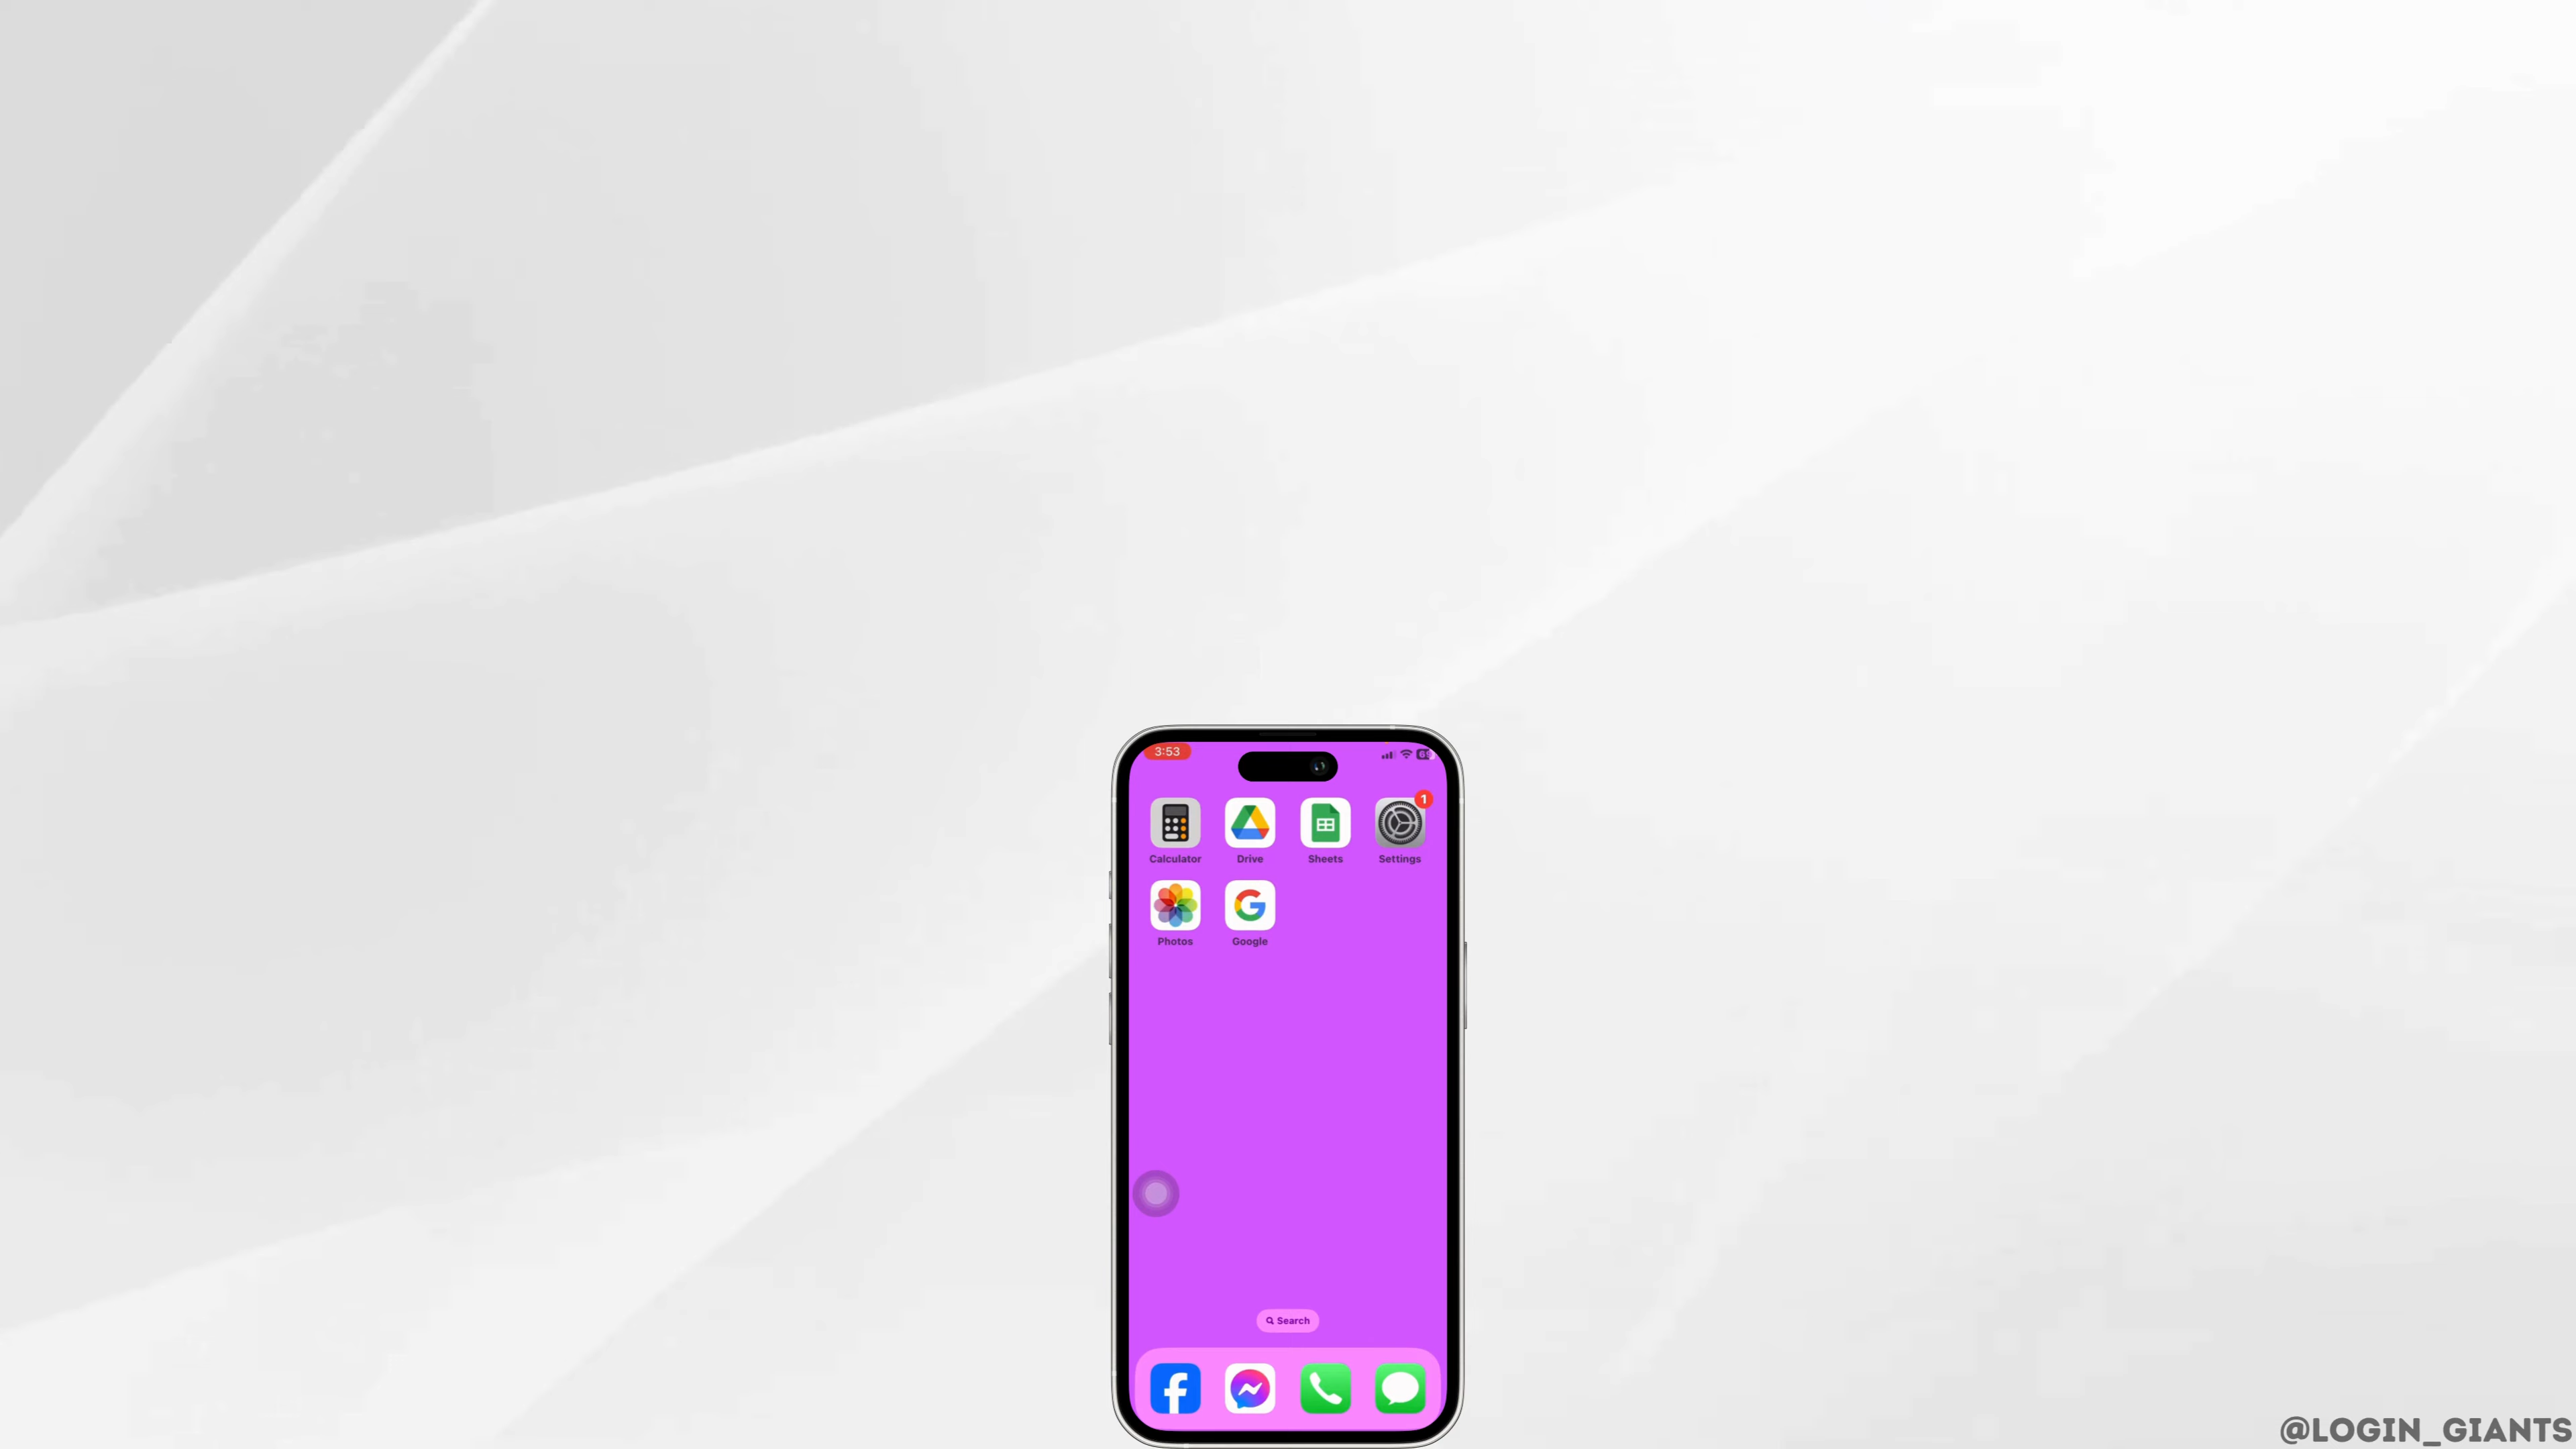 3:53
1
Calculator Drive Sheets Settings
Photos Google
Search
@LOGIN_GIANTS